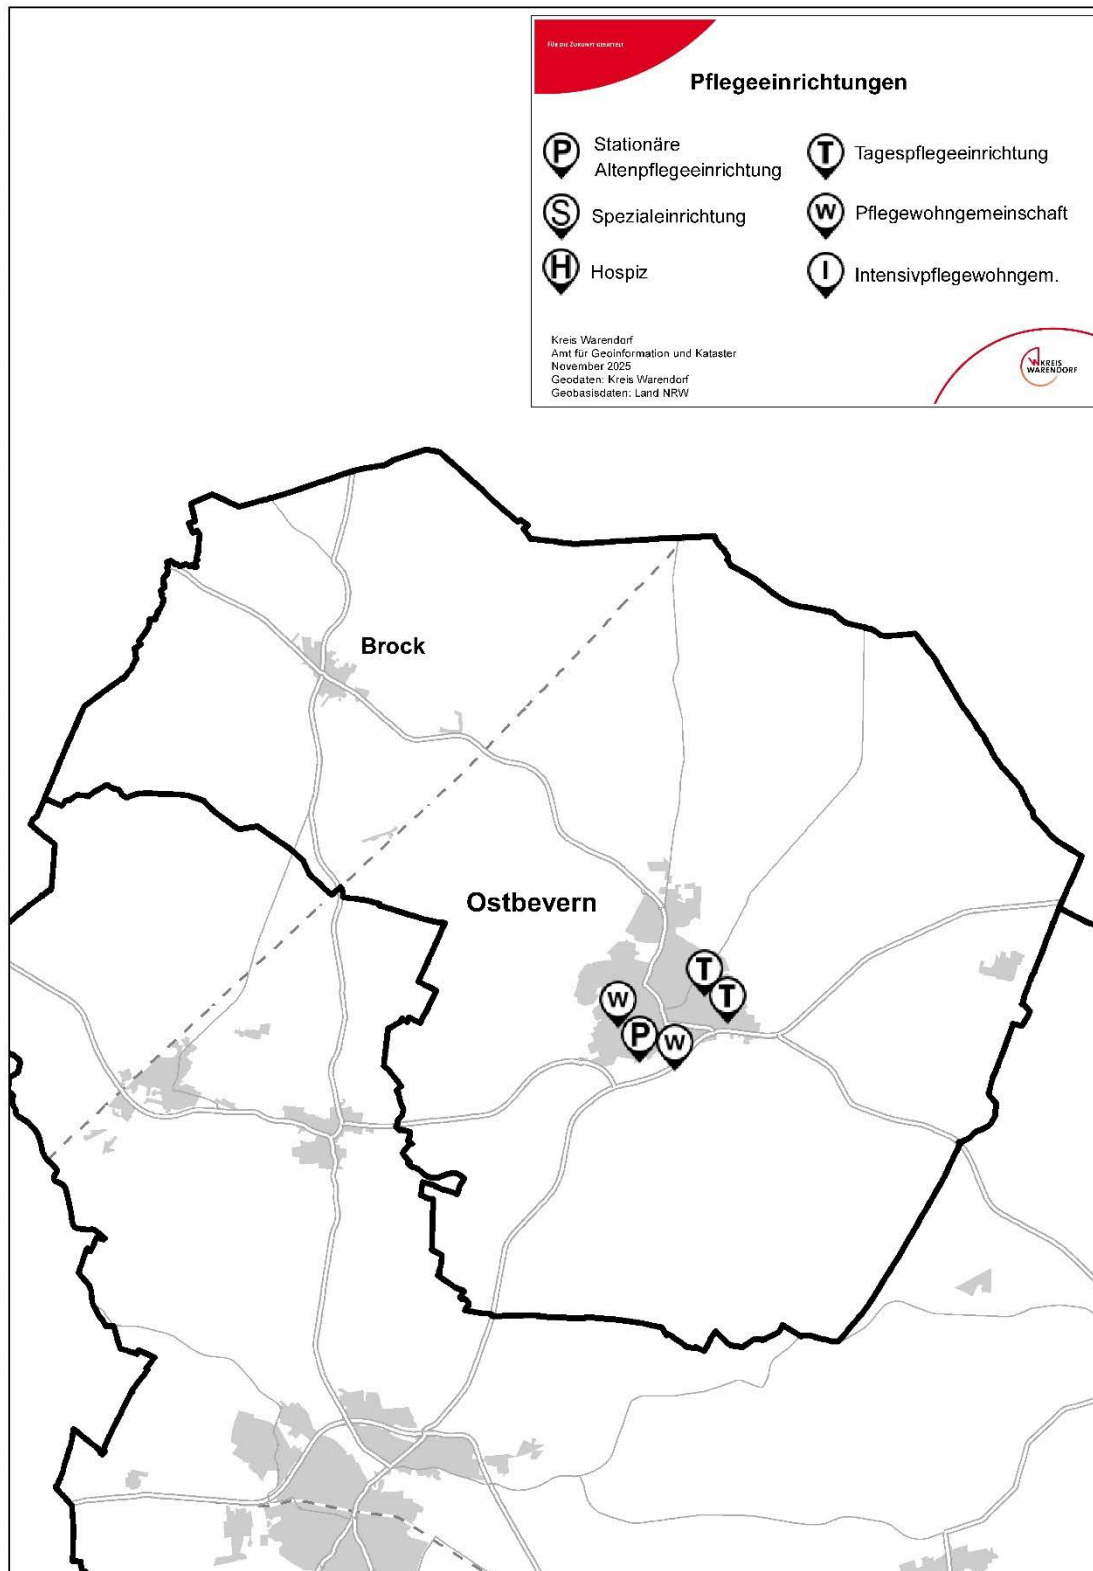 FÜR DIE ZUKUNFT GESATTELT
Pflegeeinrichtungen
P Stationäre
Altenpflegeeinrichtung
T Tagespflegeeinrichtung
S Spezialeinrichtung
W Pflegewohngemeinschaft
H Hospiz
I Intensivpflegewohngem.
Kreis Warendorf
Amt für Geoinformation und Kataster
November 2025
Geodaten: Kreis Warendorf
Geobasisdaten: Land NRW
KREIS
WARENDORF
Brock
Ostbevern
T
T
W
P
W